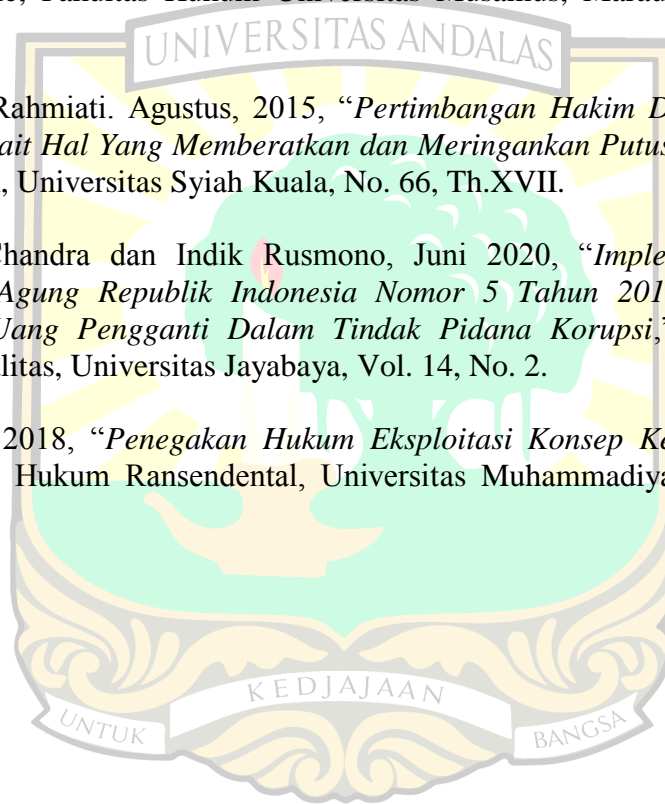 UNIVERSITAS ANDALAS
Rahmiati. Agustus, 2015, “Pertimbangan Hakim
ait Hal Yang Memberatkan dan Meringankan Putus
, Universitas Syiah Kuala, No. 66, Th.XVII.
Chandra dan Indik Rusmono, Juni 2020, “Imple
Agung Republik Indonesia Nomor 5 Tahun 201
Uang Pengganti Dalam Tindak Pidana Korupsi,”
alitas, Universitas Jayabaya, Vol. 14, No. 2.
2018, “Penegakan Hukum Eksploitasi Konsep Ke
Hukum Ransendental, Universitas Muhammadiya
KEDJAJAAN
UNTUK
BANGSA